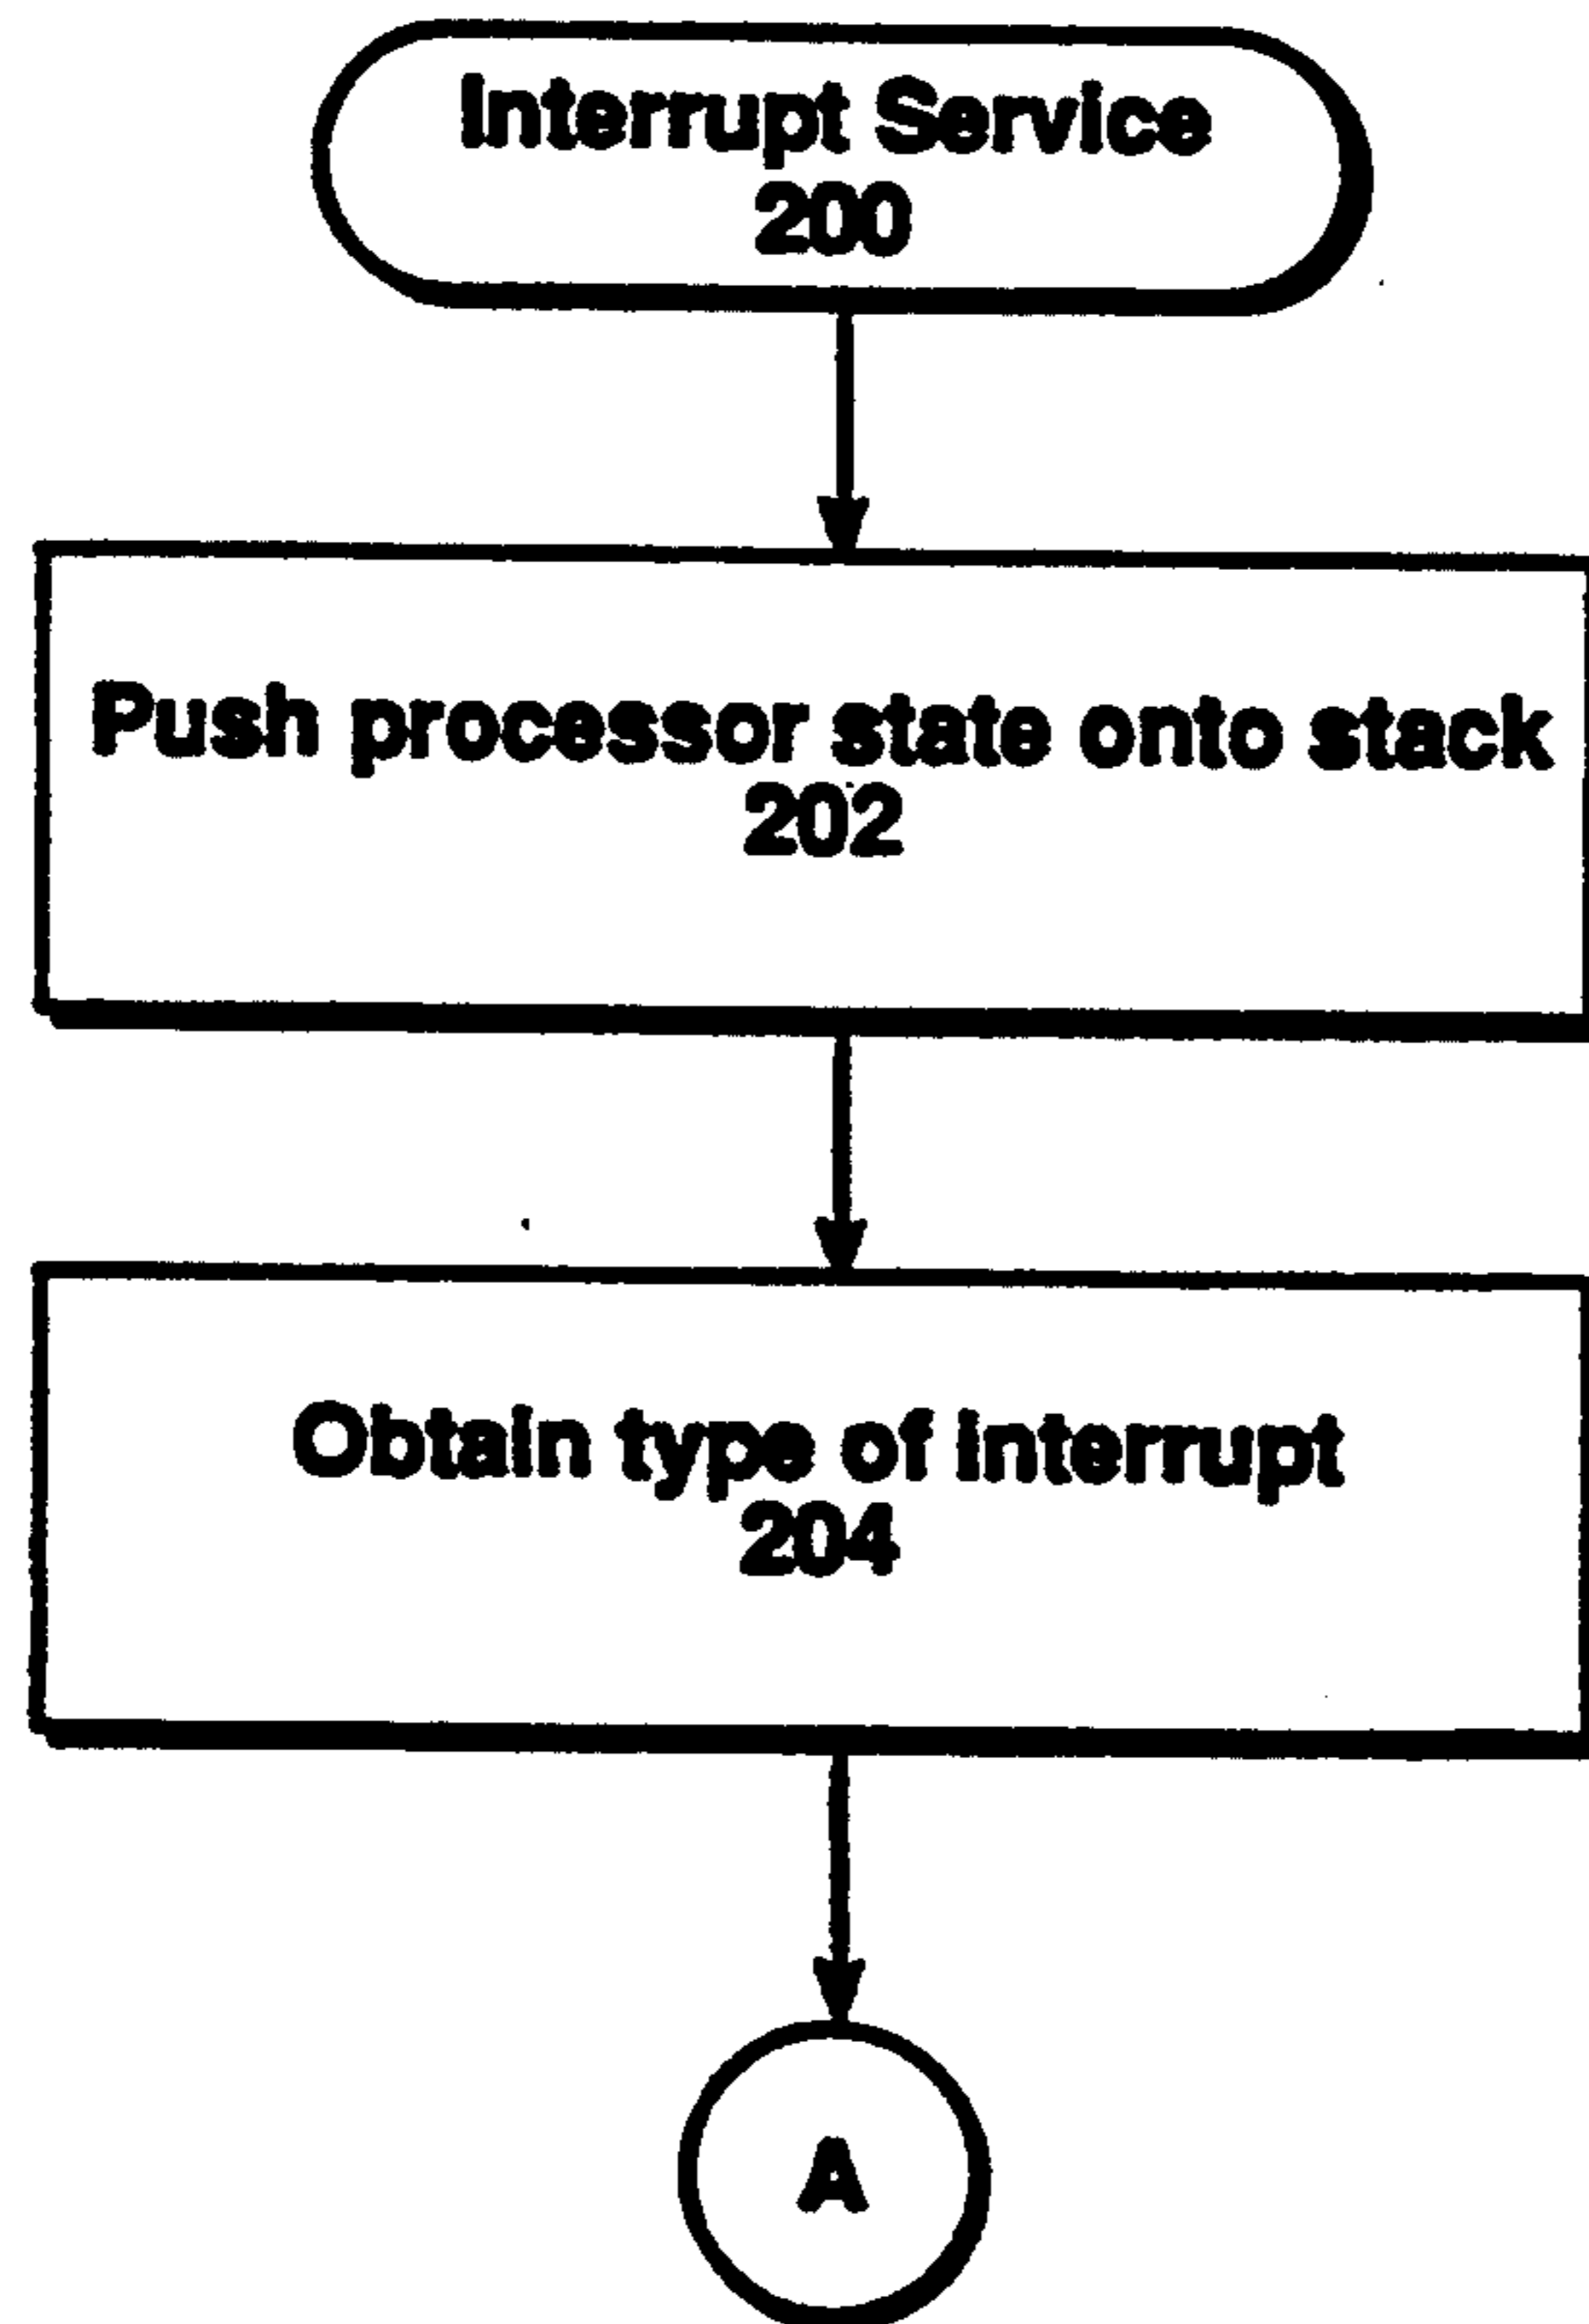 Interrupt Service
200
Push processor state onto stack
202
Obtain type of interrupt
204
A